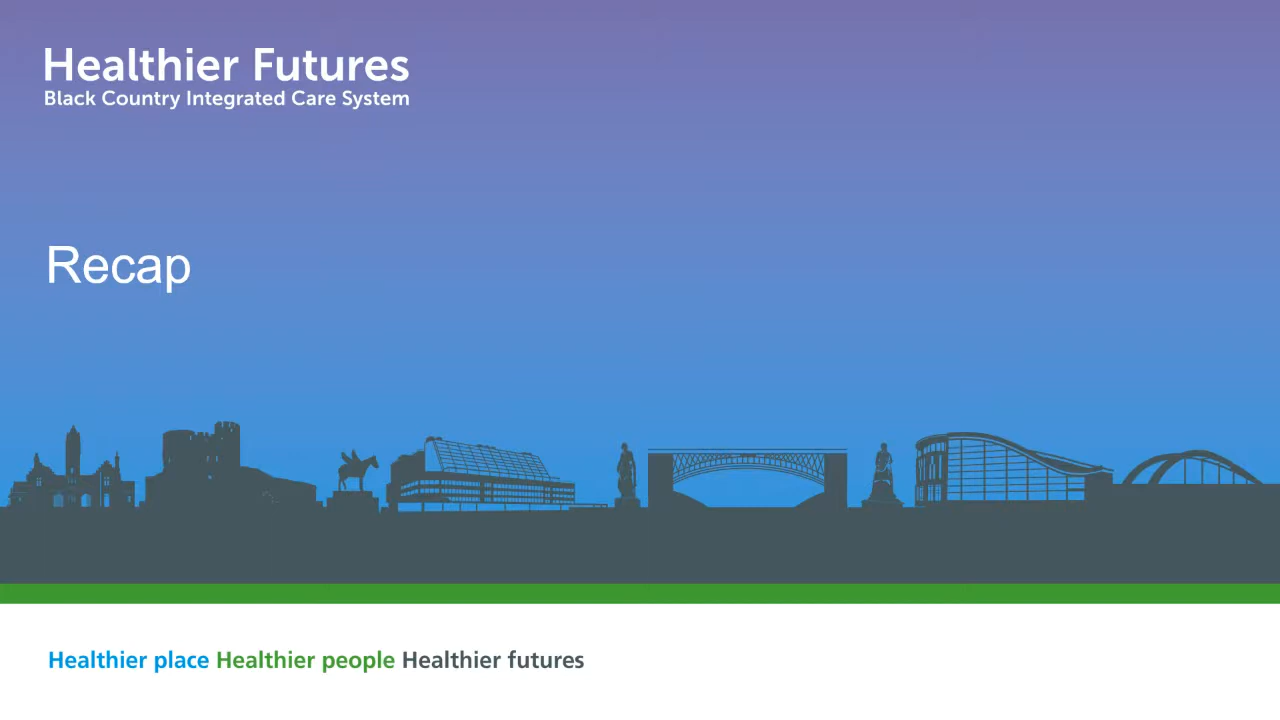 Healthier Futures
Black Country Integrated Care System
Recap
Healthier place Healthier people Healthier futures